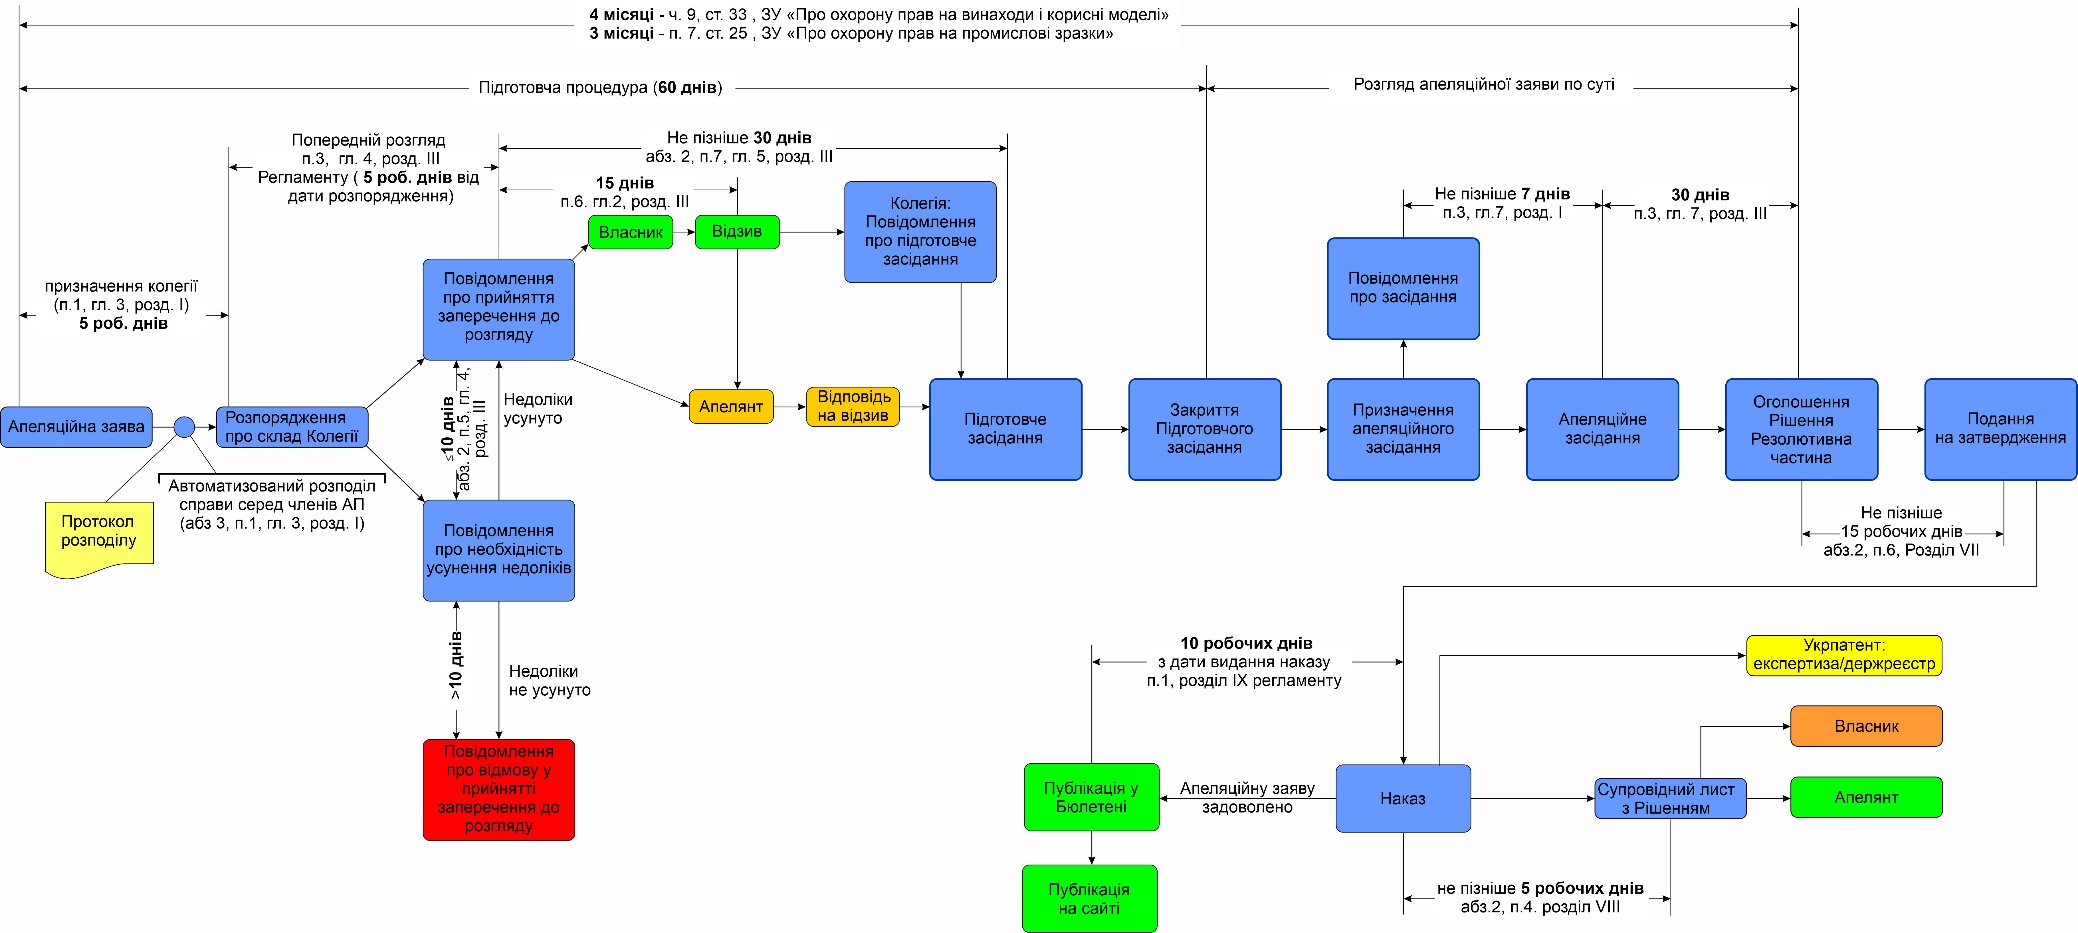 4 місяці - ч. 9, ст. 33 , ЗУ «Про охорону прав на винаходи і корисні моделі»
3 місяці - п. 7. ст. 25 , ЗУ «Про охорону прав на промислові зразки»
Підготовча процедура (60 днів)
Розгляд апеляційної заяви по суті
Попередній розгляд
п.3, гл. 4, розд. III
Регламенту ( 5 роб. днів від
дати розпорядження)
Не пізніше 30 днів
абз. 2, п.7, гл. 5, розд. III
15 днів
п.6. гл.2, розд. III
Власник
Відзив
Колегія:
Повідомлення
про підготовче
засідання
Не пізніше 7 днів
п.3, гл.7, розд. I
30 днів
п.3, гл. 7, розд. III
призначення колегії
(п.1, гл. 3, розд. I)
5 роб. днів
Повідомлення
про прийняття
заперечення до
розгляду
Повідомлення
про засідання
Апеляційна заява
Розпорядження
про склад Колегії
≤10 днів
абз. 2, п.5, гл. 4,
розд. III
Недоліки
усунуто
Апелянт
Відповідь
на відзив
Підготовче
засідання
Закриття
Підготовчого
засідання
Призначення
апеляційного
засідання
Апеляційне
засідання
Оголошення
Рішення
Резолютивна
частина
Подання
на затвердження
Автоматизований розподіл
справи серед членів АП
(абз 3, п.1, гл. 3, розд. I)
Протокол
розподілу
Повідомлення
про необхідність
усунення недоліків
Не пізніше
15 робочих днів
абз.2, п.6, Розділ VII
>10 днів
Недоліки
не усунуто
10 робочих днів
з дати видання наказу
п.1, розділ IX регламенту
Укрпатент:
експертиза/держреєстр
Власник
Повідомлення
про відмову у
прийнятті
заперечення до
розгляду
Публікація у
Бюлетені
Апеляційну заяву
задоволено
Наказ
Супровідний лист
з Рішенням
Апелянт
Публікація
на сайті
не пізніше 5 робочих днів
абз.2, п.4. розділ VIII